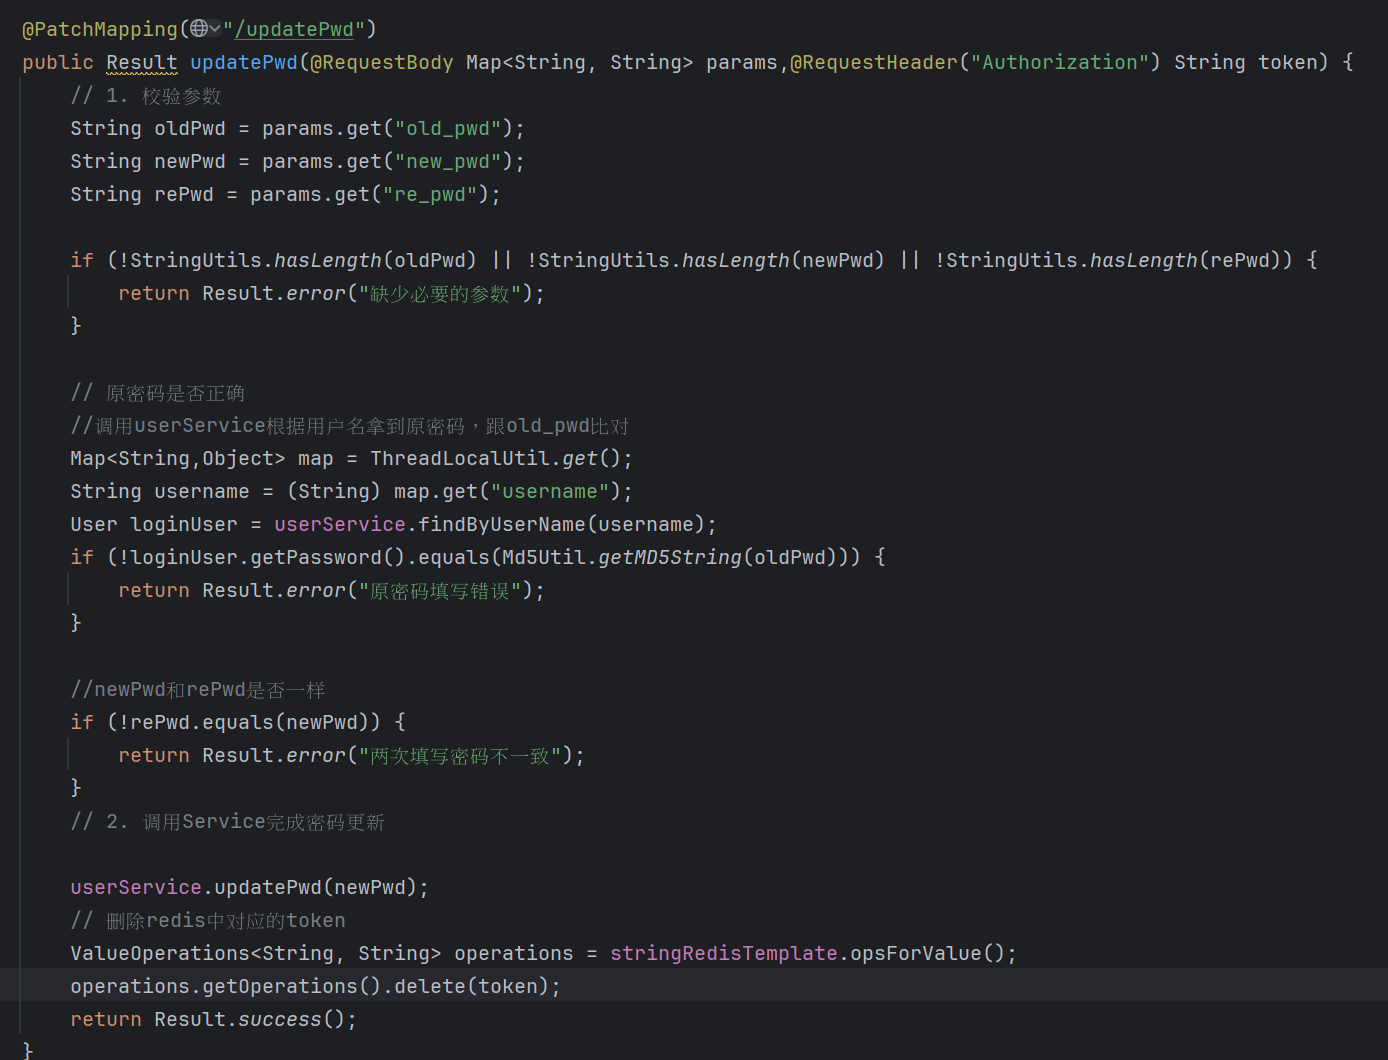 @PatchMapping("/updatePwd")
public Result updatePwd(@RequestBody Map<String, String> params,@RequestHeader("Authorization") String token) {
    // 1. 校验参数
    String oldPwd = params.get("old_pwd");
    String newPwd = params.get("new_pwd");
    String rePwd = params.get("re_pwd");

    if (!StringUtils.hasLength(oldPwd) || !StringUtils.hasLength(newPwd) || !StringUtils.hasLength(rePwd)) {
        return Result.error("缺少必要的参数");
    }

    // 原密码是否正确
    //调用userService根据用户名拿到原密码，跟old_pwd比对
    Map<String,Object> map = ThreadLocalUtil.get();
    String username = (String) map.get("username");
    User loginUser = userService.findByUserName(username);
    if (!loginUser.getPassword().equals(Md5Util.getMD5String(oldPwd))) {
        return Result.error("原密码填写错误");
    }

    //newPwd和rePwd是否一样
    if (!rePwd.equals(newPwd)) {
        return Result.error("两次填写密码不一致");
    }
    // 2. 调用Service完成密码更新

    userService.updatePwd(newPwd);
    // 删除redis中对应的token
    ValueOperations<String, String> operations = stringRedisTemplate.opsForValue();
    operations.getOperations().delete(token);
    return Result.success();
}